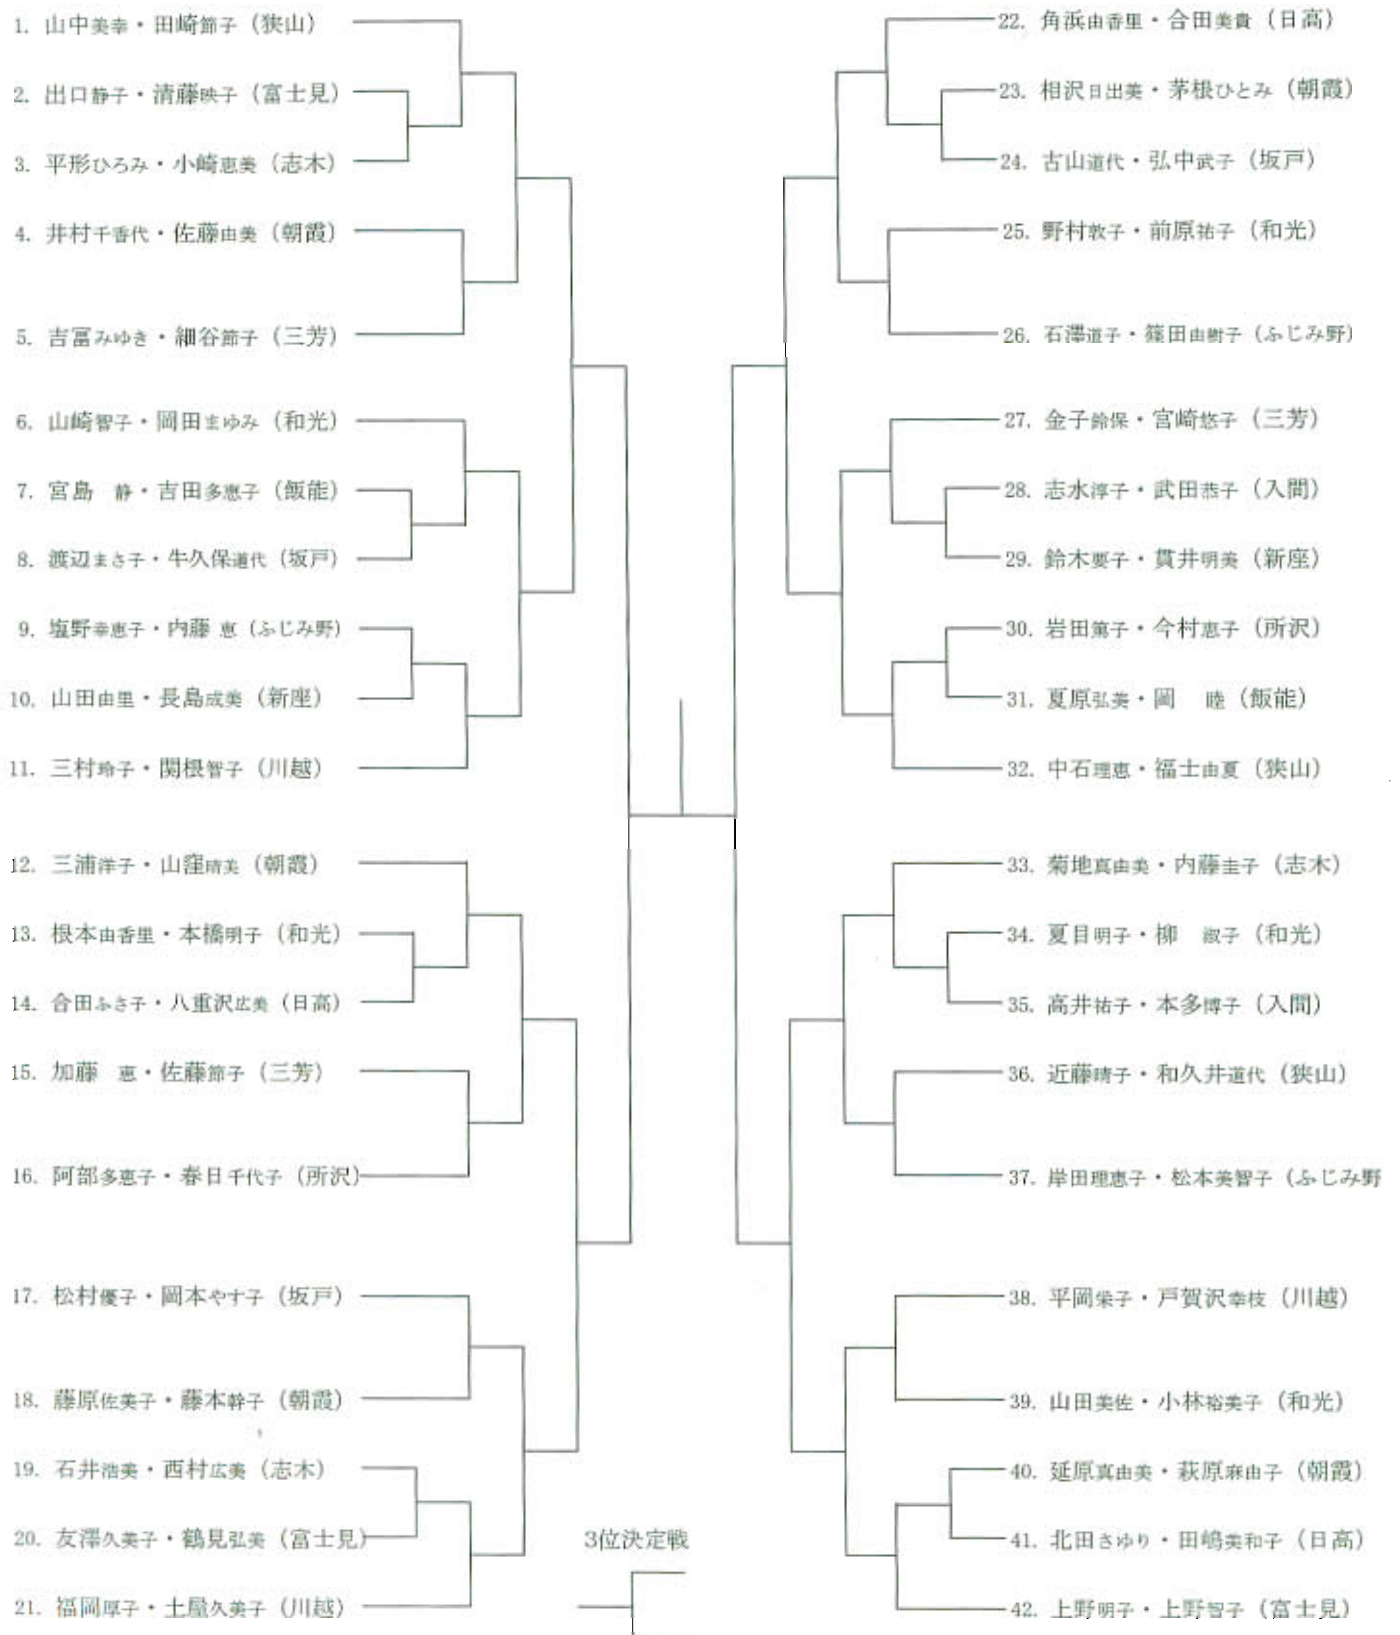 1. 山中美幸・田崎節子（狭山）
2. 出口静子・清藤映子（富士見）
3. 平形ひろみ・小崎恵美（志木）
4. 井村千香代・佐藤由美（朝霞）
5. 吉冨みゆき・細谷節子（三芳）
6. 山崎智子・岡田まゆみ（和光）
7. 宮島　静・吉田多恵子（飯能）
8. 渡辺まさ子・牛久保道代（坂戸）
9. 塩野幸恵子・内藤 恵（ふじみ野）
10. 山田由里・長島成美（新座）
11. 三村玲子・関根智子（川越）
12. 三浦洋子・山窪晴美（朝霞）
13. 根本由香里・本橋明子（和光）
14. 合田ふさ子・八重沢広美（日高）
15. 加藤　恵・佐藤節子（三芳）
16. 阿部多恵子・春日千代子（所沢）
17. 松村優子・岡本やす子（坂戸）
18. 藤原佐美子・藤本幹子（朝霞）
19. 石井浩美・西村広美（志木）
20. 友澤久美子・鶴見弘美（富士見）
21. 福岡厚子・土屋久美子（川越）
3位決定戦
22. 角浜由香里・合田美貴（日高）
23. 相沢日出美・茅根ひとみ（朝霞）
24. 古山道代・弘中武子（坂戸）
25. 野村敦子・前原祐子（和光）
26. 石澤道子・篠田由樹子（ふじみ野）
27. 金子鈴保・宮崎悠子（三芳）
28. 志水淳子・武田恭子（入間）
29. 鈴木要子・貫井明美（新座）
30. 岩田篤子・今村恵子（所沢）
31. 夏原弘美・岡　睦（飯能）
32. 中石理恵・福士由夏（狭山）
33. 菊地真由美・内藤圭子（志木）
34. 夏目明子・柳　淑子（和光）
35. 高井祐子・本多博子（入間）
36. 近藤晴子・和久井道代（狭山）
37. 岸田理恵子・松本美智子（ふじみ野
38. 平岡栄子・戸賀沢幸枝（川越）
39. 山田美佐・小林裕美子（和光）
40. 延原真由美・萩原麻由子（朝霞）
41. 北田さゆり・田嶋美和子（日高）
42. 上野明子・上野智子（富士見）